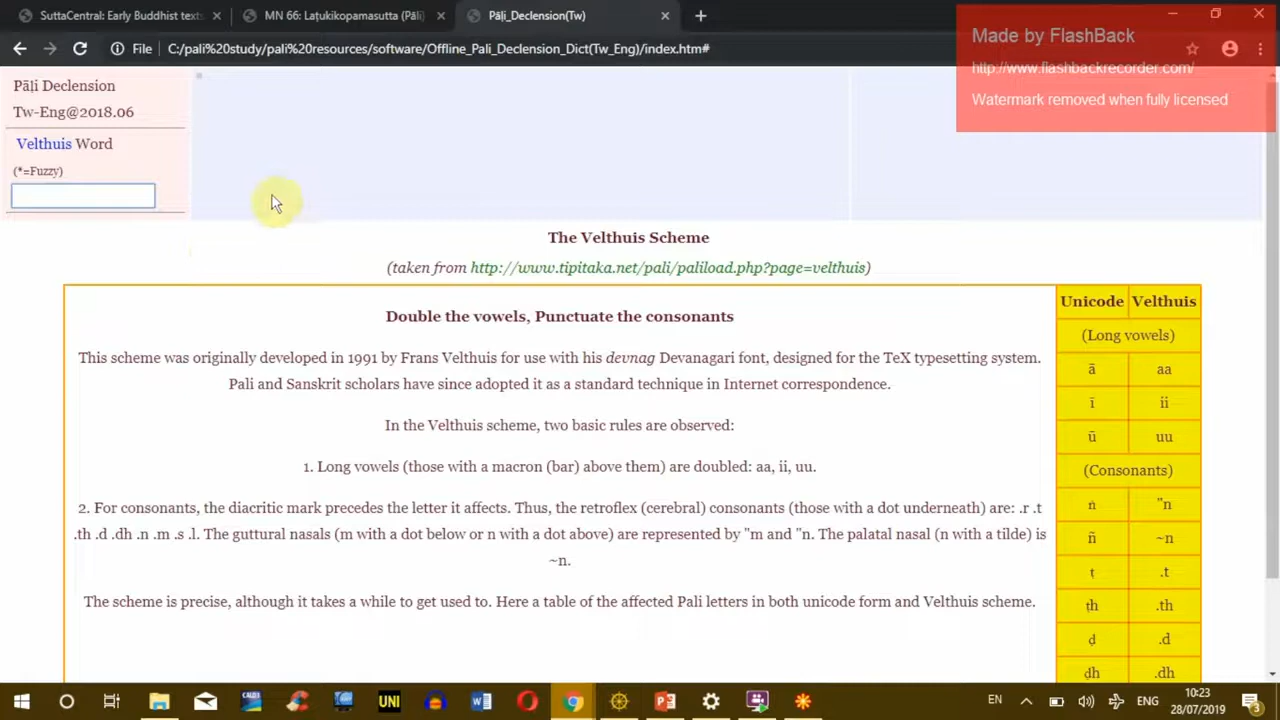 SuttaCentral: Early Buddhist texts
MN 66: Laṭukikopamasutta (Pāli)
Pāḷi_Declension(Tw)
File
C:/pali%20study/pali%20resources/software/Offline_Pali_Declension_Dict(Tw_Eng)/index.htm#
Made by FlashBack
http://www.flashbackrecorder.com/
Watermark removed when fully licensed
Pāḷi Declension
Tw-Eng@2018.06
Velthuis Word
(*=Fuzzy)
The Velthuis Scheme
(taken from http://www.tipitaka.net/pali/paliload.php?page=velthuis)
Double the vowels, Punctuate the consonants
This scheme was originally developed in 1991 by Frans Velthuis for use with his devnag Devanagari font, designed for the TeX typesetting system.
Pali and Sanskrit scholars have since adopted it as a standard technique in Internet correspondence.
In the Velthuis scheme, two basic rules are observed:
1. Long vowels (those with a macron (bar) above them) are doubled: aa, ii, uu.
2. For consonants, the diacritic mark precedes the letter it affects. Thus, the retroflex (cerebral) consonants (those with a dot underneath) are: .r .t
.th .d .dh .n .m .s .l. The guttural nasals (m with a dot below or n with a dot above) are represented by "m and "n. The palatal nasal (n with a tilde) is
~n.
The scheme is precise, although it takes a while to get used to. Here a table of the affected Pali letters in both unicode form and Velthuis scheme.
Unicode Velthuis
(Long vowels)
ā aa
ī ii
ū uu
(Consonants)
ṅ "n
ñ ~n
ṭ .t
ṭh .th
ḍ .d
ḍh .dh
UNI
EN
ENG
10:23
28/07/2019
3